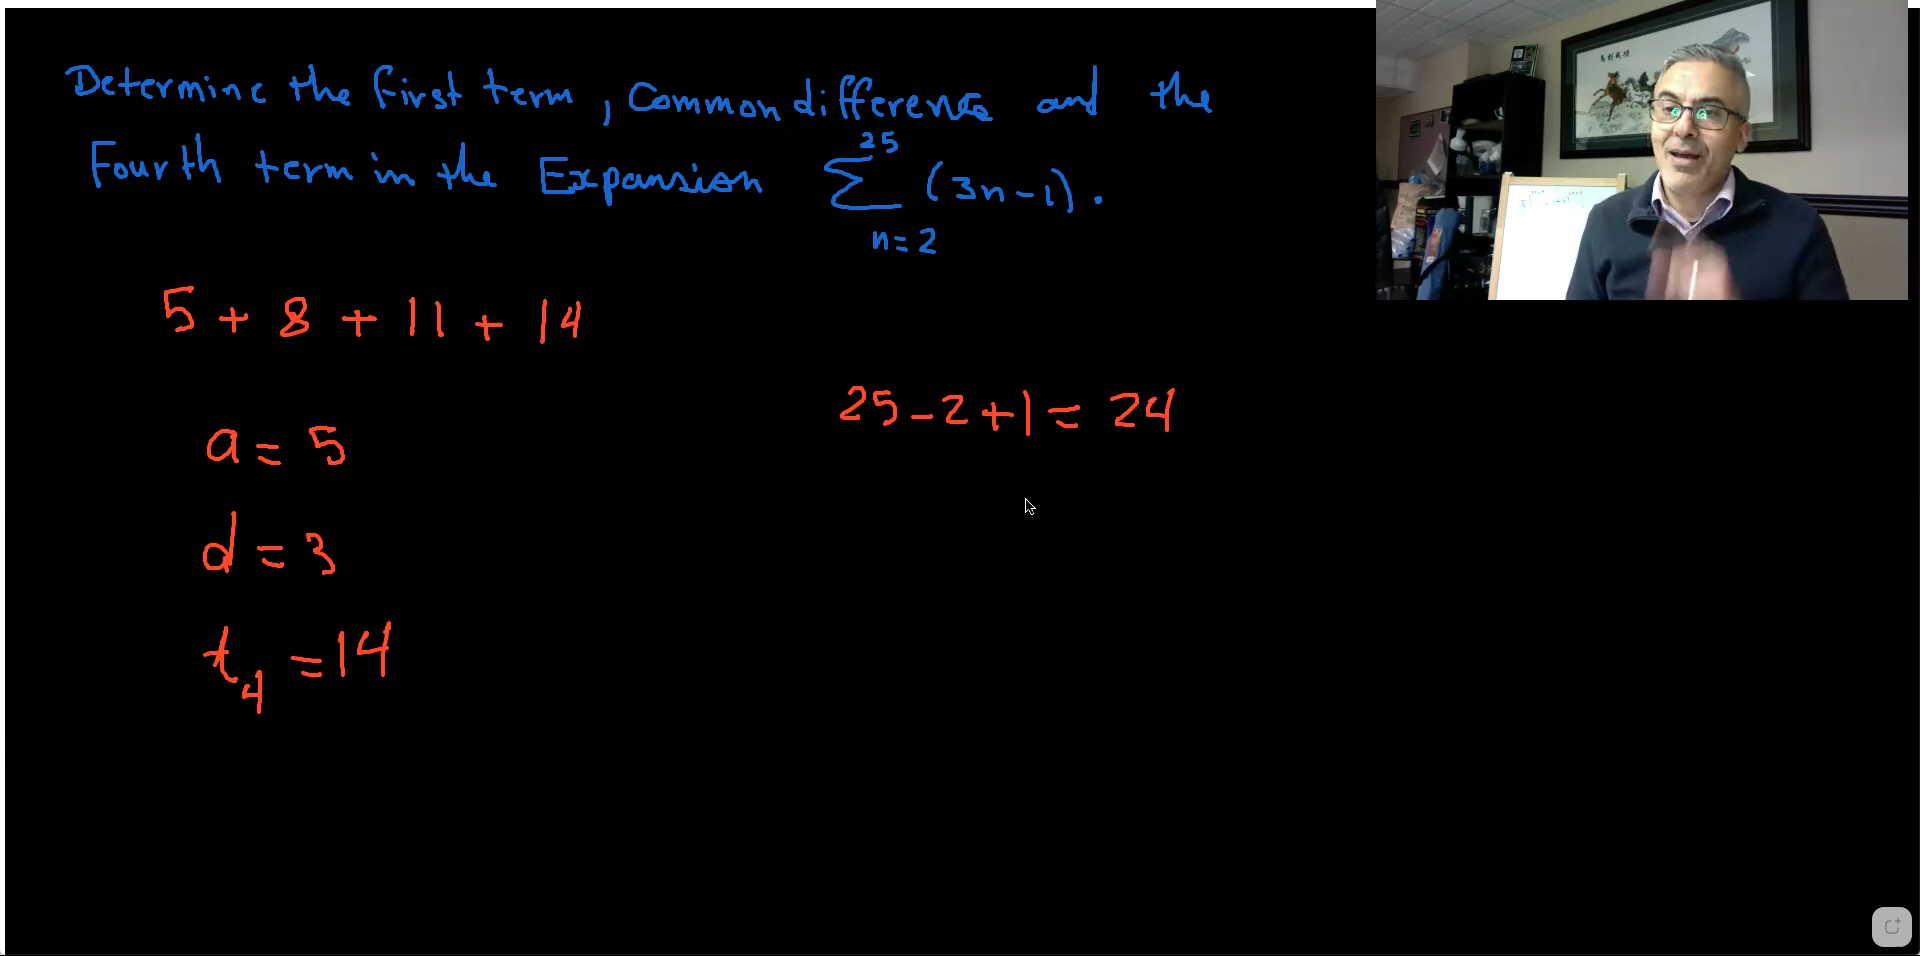 Determine the first term, Common difference and the
Fourth term in the Expansion ∑_{n=2}^{25} (3n-1).
5 + 8 + 11 + 14
25-2+1 = 24
a = 5
d = 3
t_4 = 14